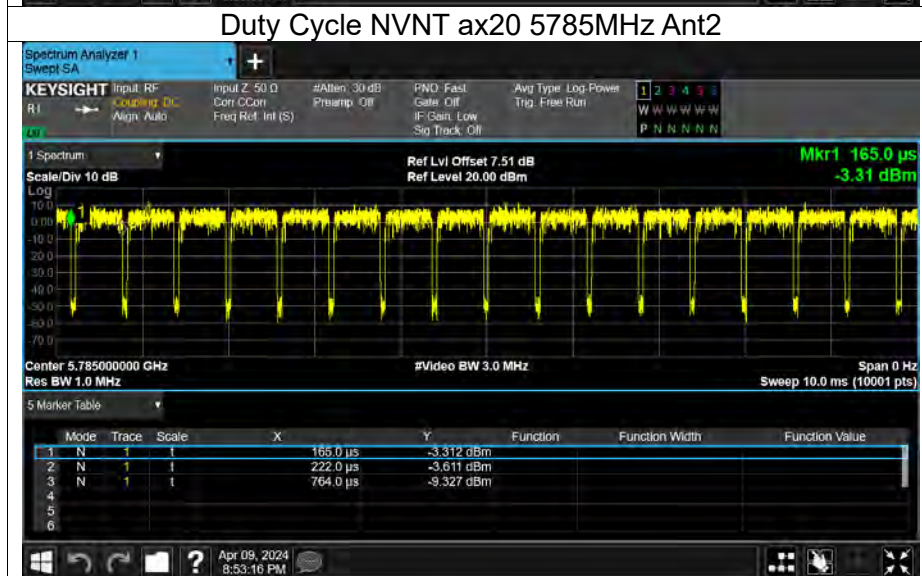 Duty Cycle NVNT ax20 5785MHz Ant2
Spectrum Analyzer 1
Swept SA
+
KEYSIGHT Input: RF Input Z: 50 Ω #Atten: 30 dB PNO: Fast Avg Type: Log-Power 1 2 3 4 5 6
Coupling: DC Corr CCorr Preamp: Off Gate: Off Trig: Free Run W W W W W W
Align: Auto Freq Ref: Int (S) IF Gain: Low P N N N N N
Sig Track: Off
1 Spectrum Ref Lvl Offset 7.51 dB Mkr1 165.0 µs
Scale/Div 10 dB Ref Level 20.00 dBm -3.31 dBm
Log
10.0
0.00
-10.0
-20.0
-30.0
-40.0
-50.0
-60.0
-70.0
1
Center 5.785000000 GHz #Video BW 3.0 MHz Span 0 Hz
Res BW 1.0 MHz Sweep 10.0 ms (10001 pts)
5 Marker Table
Mode Trace Scale X Y Function Function Width Function Value
1 N 1 t 165.0 µs -3.312 dBm
2 N 1 t 222.0 µs -3.611 dBm
3 N 1 t 764.0 µs -9.327 dBm
4
5
6
? Apr 09, 2024
8:53:16 PM